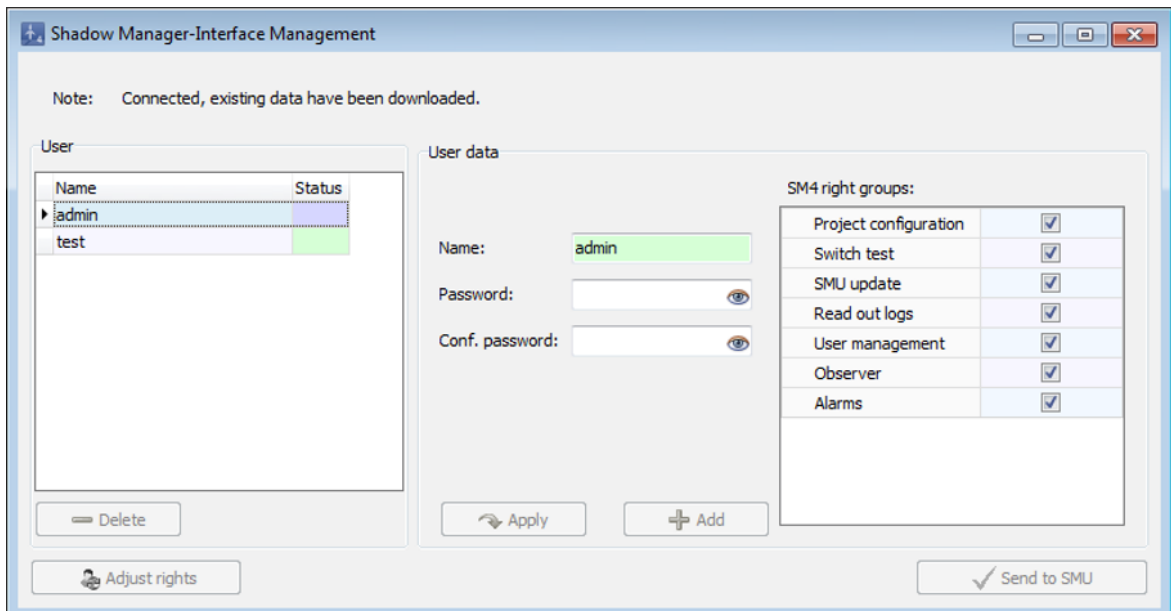 Shadow Manager-Interface Management
Note: Connected, existing data have been downloaded.
User
Name Status
admin
test
Delete
Adjust rights
User data
Name: admin
Password:
Conf. password:
Apply Add
SM4 right groups:
Project configuration
Switch test
SMU update
Read out logs
User management
Observer
Alarms
Send to SMU